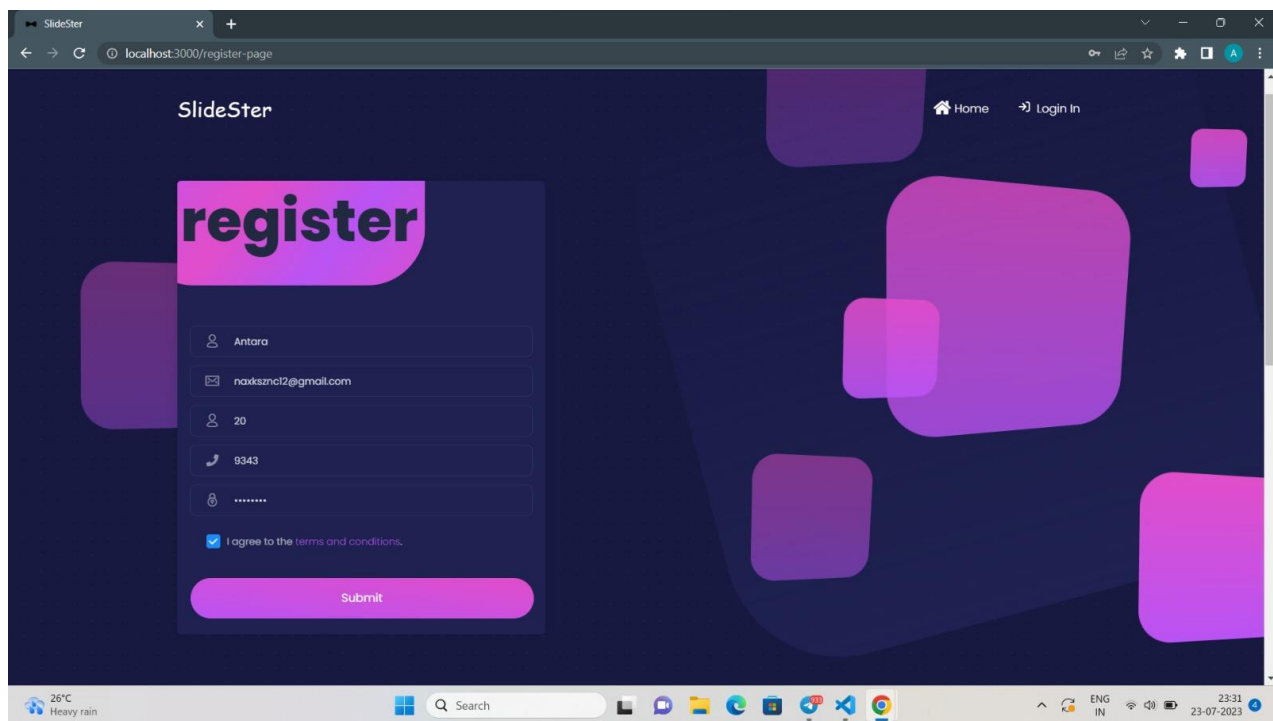 SlideSter
localhost:3000/register-page
A
SlideSter
Home
Login In
register
Antara
naxksznc12@gmail.com
20
9343
••••••••
I agree to the terms and conditions.
Submit
26°C
Heavy rain
Search
ENG
IN
23:31
23-07-2023
4